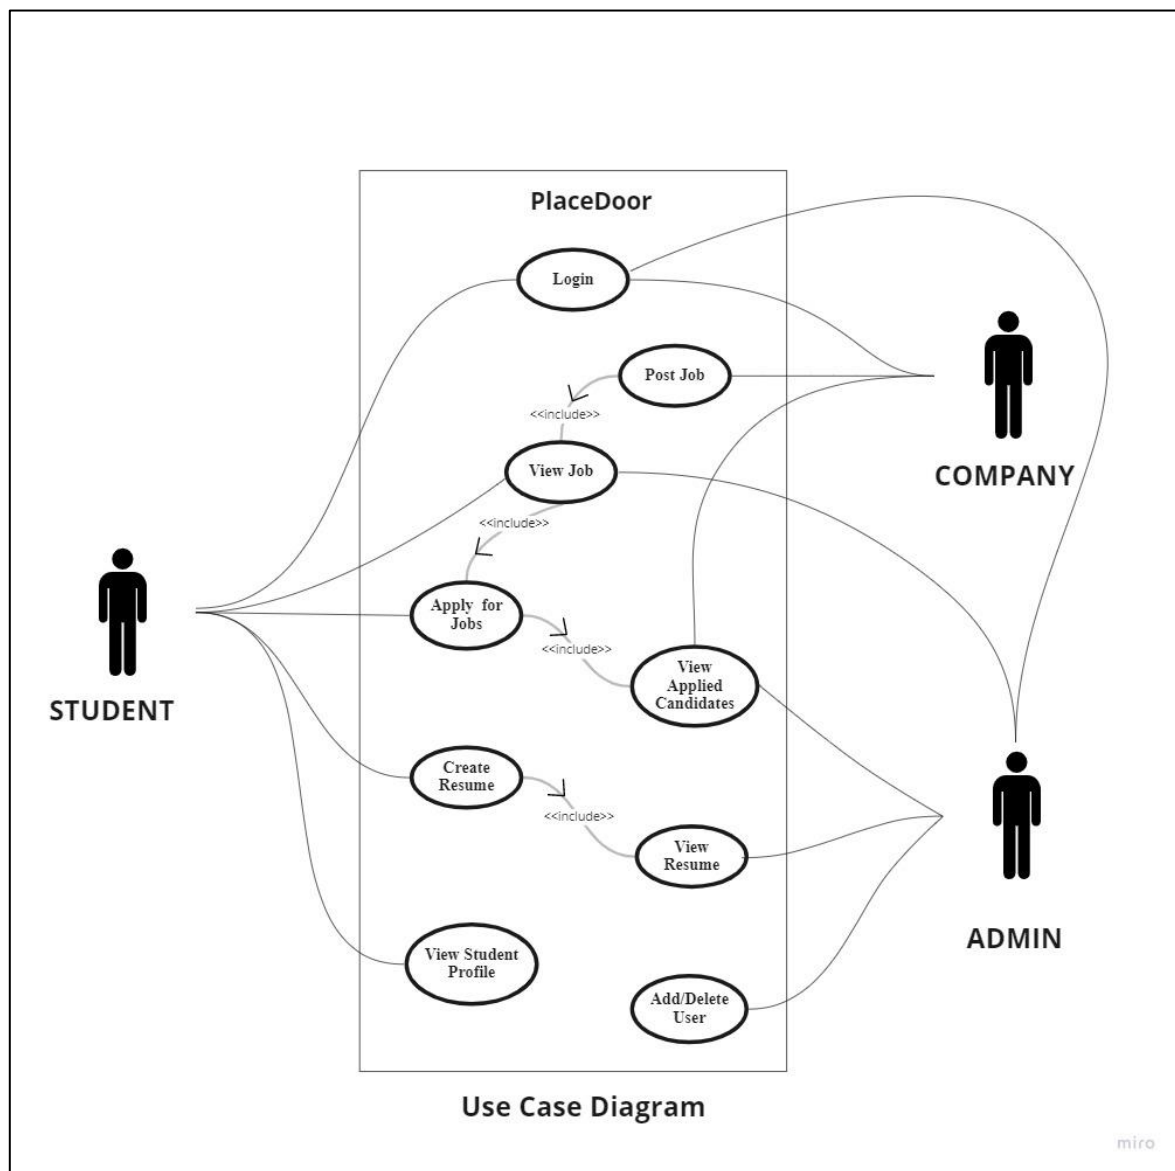 PlaceDoor
Login
Post Job
<<include>>
COMPANY
View Job
<<include>>
Apply for
Jobs
<<include>>
View
Applied
Candidates
STUDENT
Create
Resume
<<include>>
View
Resume
ADMIN
View Student
Profile
Add/Delete
User
Use Case Diagram
miro